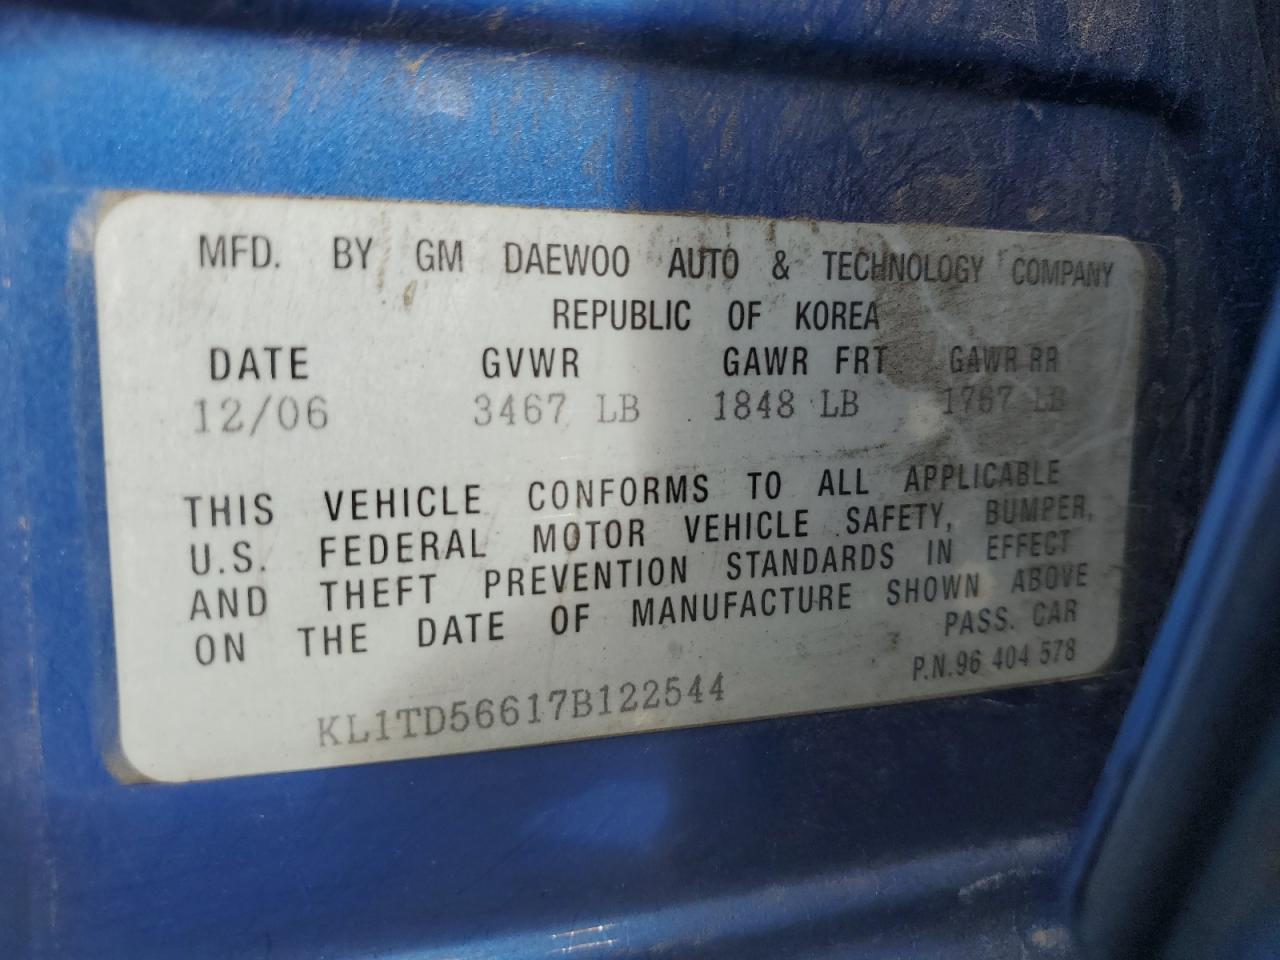 MFD. BY GM DAEWOO AUTO & TECHNOLOGY COMPANY
REPUBLIC OF KOREA
DATE GVWR GAWR FRT GAWR RR
12/06 3467 LB 1848 LB 1767 LB
THIS VEHICLE CONFORMS TO ALL APPLICABLE
U.S. FEDERAL MOTOR VEHICLE SAFETY, BUMPER,
AND THEFT PREVENTION STANDARDS IN EFFECT
ON THE DATE OF MANUFACTURE SHOWN ABOVE
PASS. CAR
KL1TD56617B122544 P.N.96 404 578